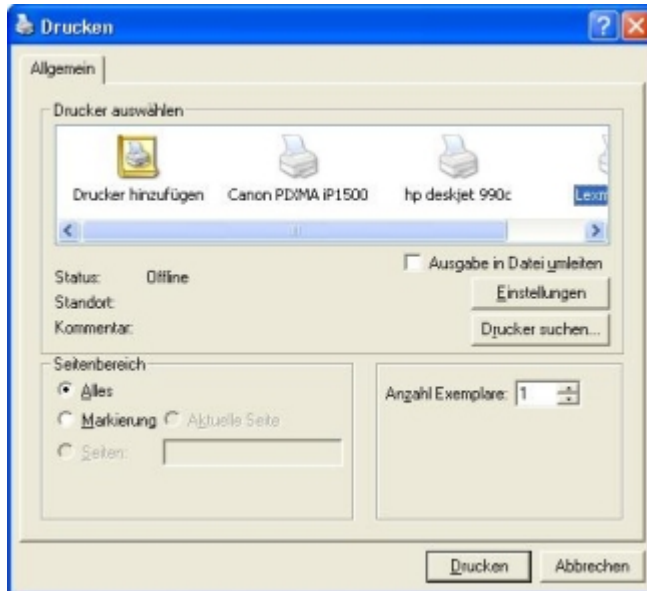 Drucken
Allgemein
Drucker auswählen
Drucker hinzufügen Canon PIXMA iP1500 hp deskjet 990c Lexm
Ausgabe in Datei umleiten
Status: Offline
Einstellungen
Standort:
Kommentar:
Drucker suchen...
Seitenbereich
Alles
Anzahl Exemplare: 1
Markierung Aktuelle Seite
Seiten:
Drucken Abbrechen